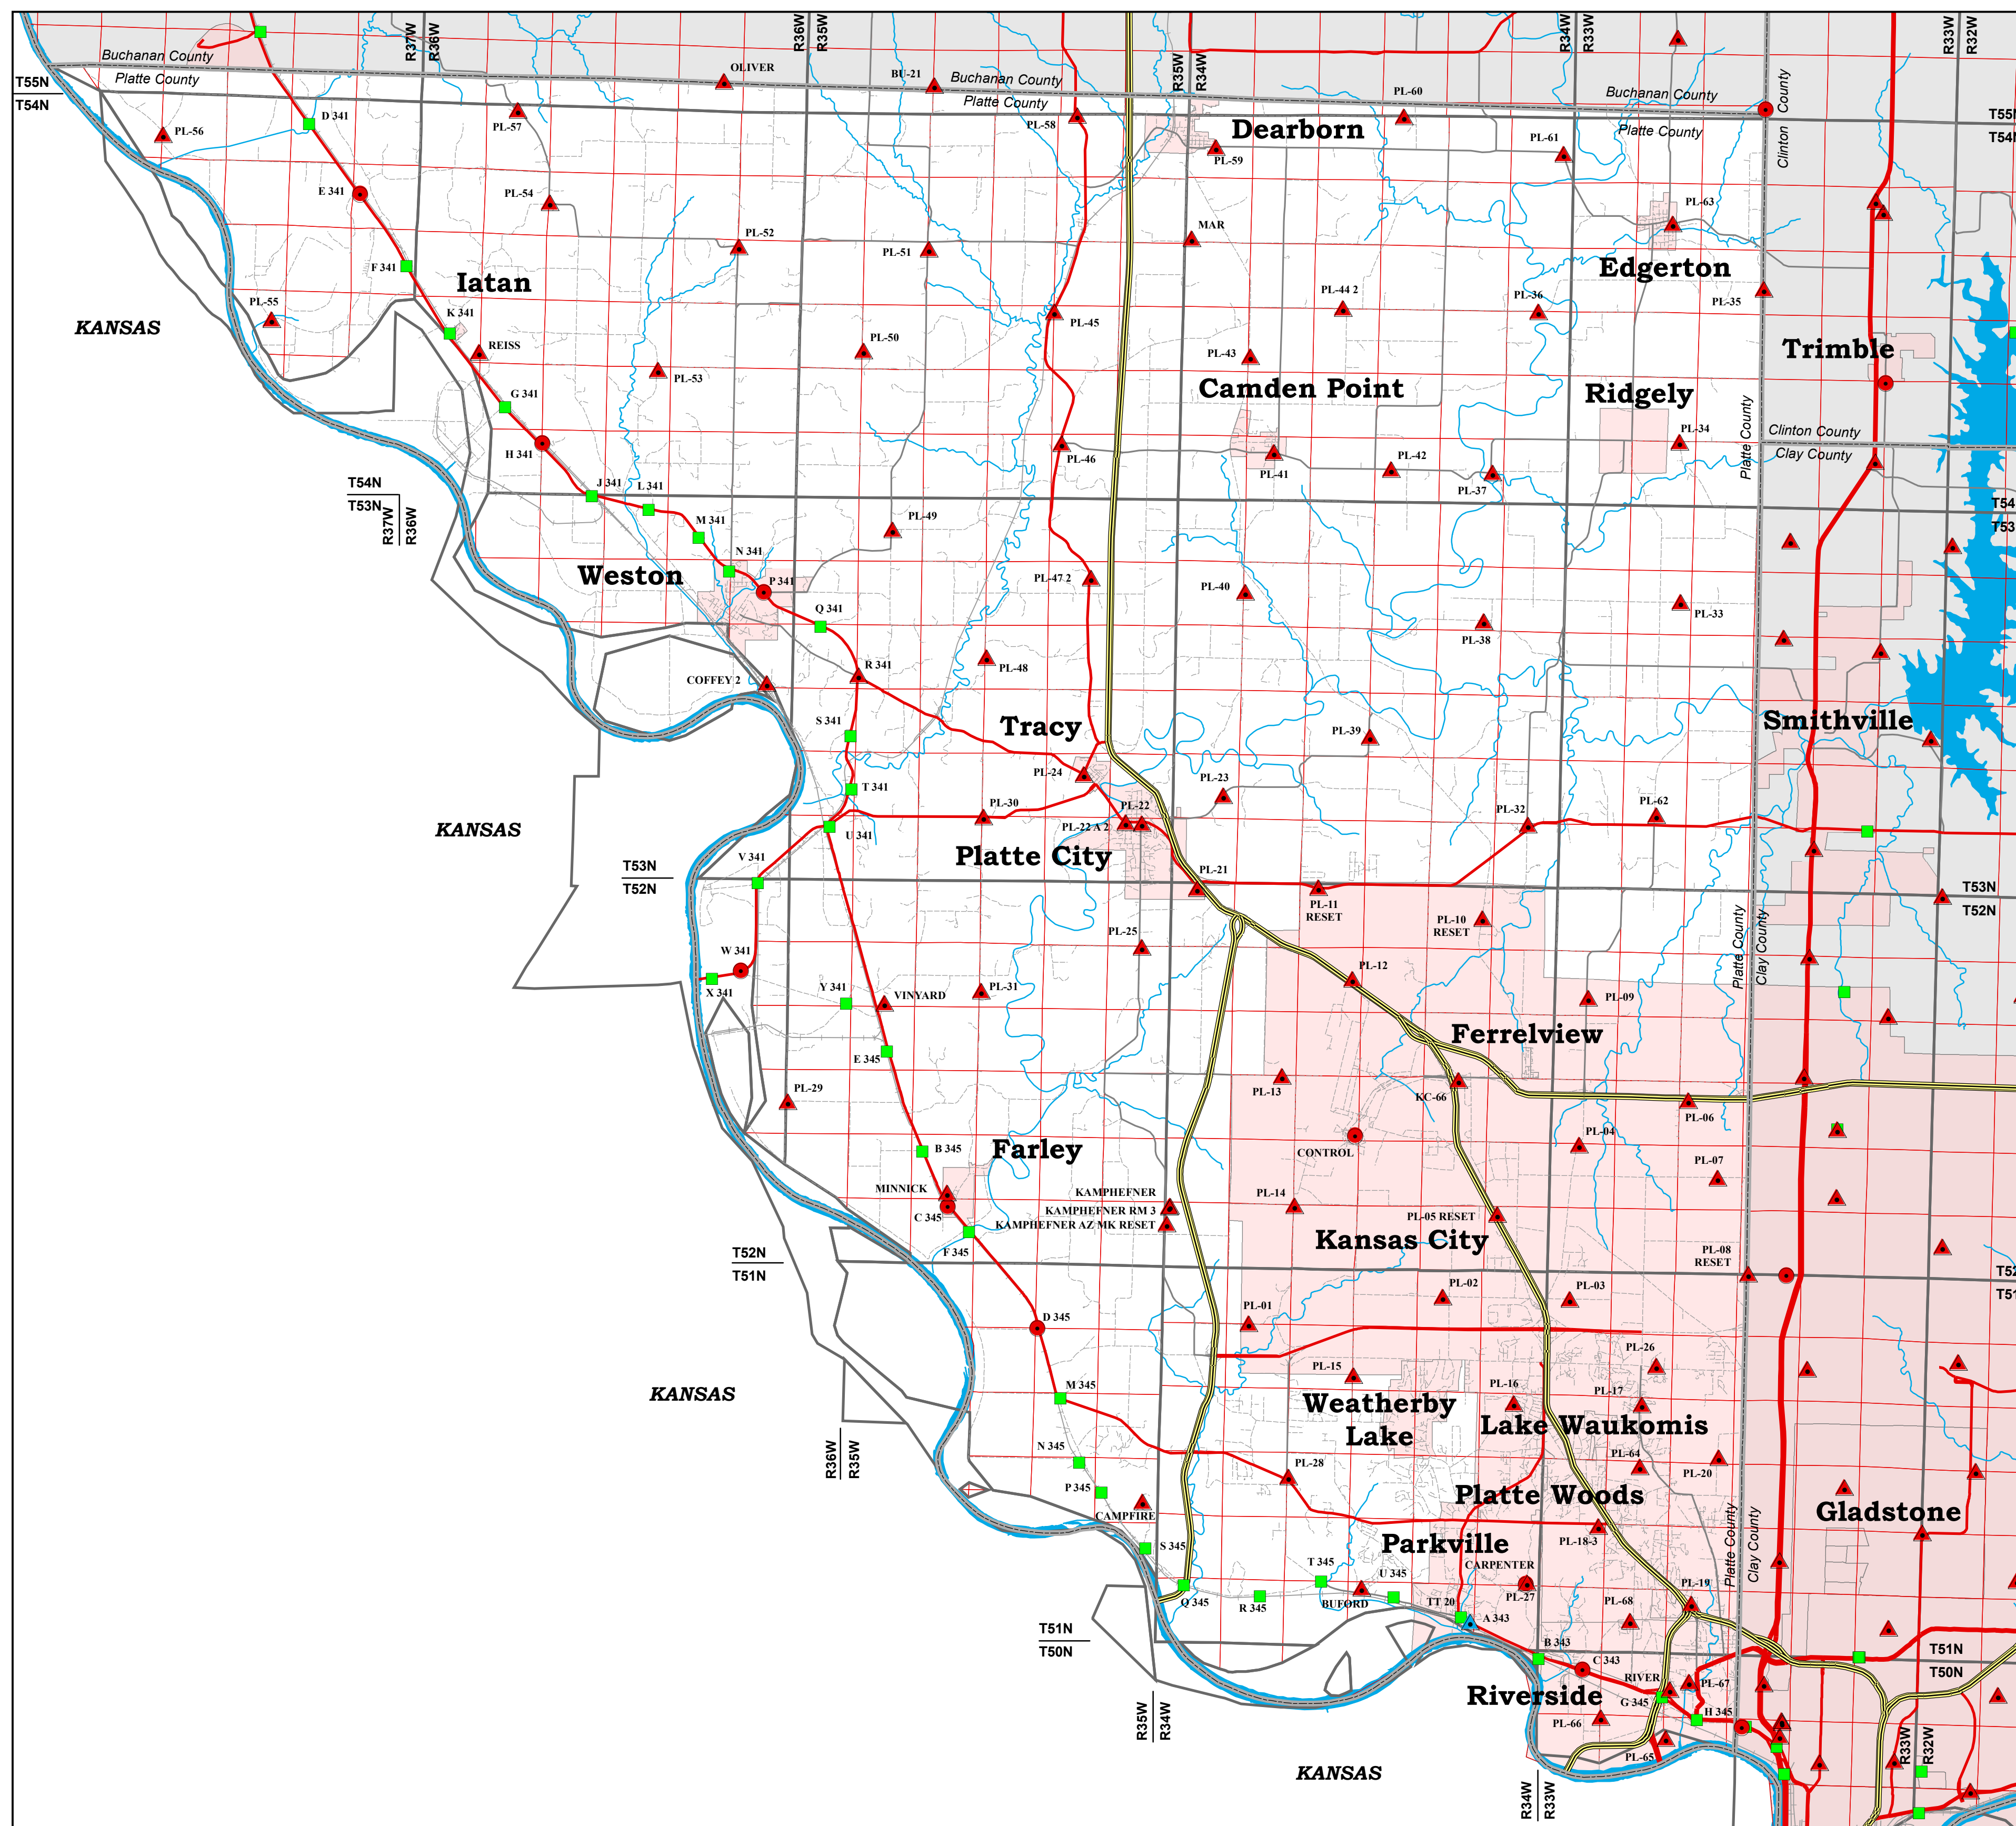 R37W
R36W
R36W
R35W
R35W
R34W
R34W
R33W
R33W
R32W
Buchanan County
Platte County
T55N
T54N
OLIVER
BU-21
Buchanan County
Platte County
PL-60
Buchanan County
Platte County
Clinton County
T55N
T54N
D 341
PL-56
PL-57
PL-58
Dearborn
PL-59
PL-61
E 341
PL-54
PL-63
MAR
PL-52
PL-51
F 341
Iatan
Edgerton
PL-55
PL-44 2
PL-36
PL-35
KANSAS
K 341
PL-45
REISS
PL-50
PL-43
Trimble
PL-53
Camden Point
Ridgely
G 341
Platte County
Clinton County
Clay County
H 341
PL-46
PL-41
PL-42
PL-34
PL-37
T54N
T53N
R37W
R36W
J 341
L 341
T54
T53
M 341
PL-49
N 341
Weston
P 341
PL-47 2
PL-40
PL-33
Q 341
PL-38
R 341
PL-48
COFFEY 2
S 341
Tracy
Smithville
PL-39
PL-24
PL-23
T 341
PL-30
PL-22
PL-22 A 2
PL-32
PL-62
KANSAS
U 341
Platte City
V 341
T53N
T52N
PL-21
PL-11
RESET
PL-10
RESET
T53N
T52N
Platte County
Clay County
PL-25
W 341
X 341
PL-12
Y 341
VINYARD
PL-31
PL-09
Ferrelview
E 345
PL-29
PL-13
KC-66
PL-06
B 345
Farley
CONTROL
PL-04
PL-07
MINNICK
C 345
KAMPHEFNER
KAMPHEFNER RM 3
KAMPHEFNER AZ MK RESET
PL-14
PL-05 RESET
Kansas City
F 345
T52N
T51N
PL-08
RESET
T52
T51
PL-02
PL-03
D 345
PL-01
PL-26
PL-15
KANSAS
M 345
PL-16
PL-17
Weatherby
Lake
Lake Waukomis
R36W
R35W
N 345
PL-28
PL-64
PL-20
P 345
Platte Woods
CAMPFIRE
Gladstone
Platte County
Clay County
S 345
Parkville
PL-18-3
T 345
CARPENTER
U 345
PL-27
PL-19
Q 345
R 345
BUFORD
TT 20
A 343
PL-68
T51N
T50N
B 343
C 343
T51N
T50N
RIVER
PL-67
R35W
R34W
Riverside
G 345
H 345
PL-66
PL-65
R33W
R32W
KANSAS
R34W
R33W